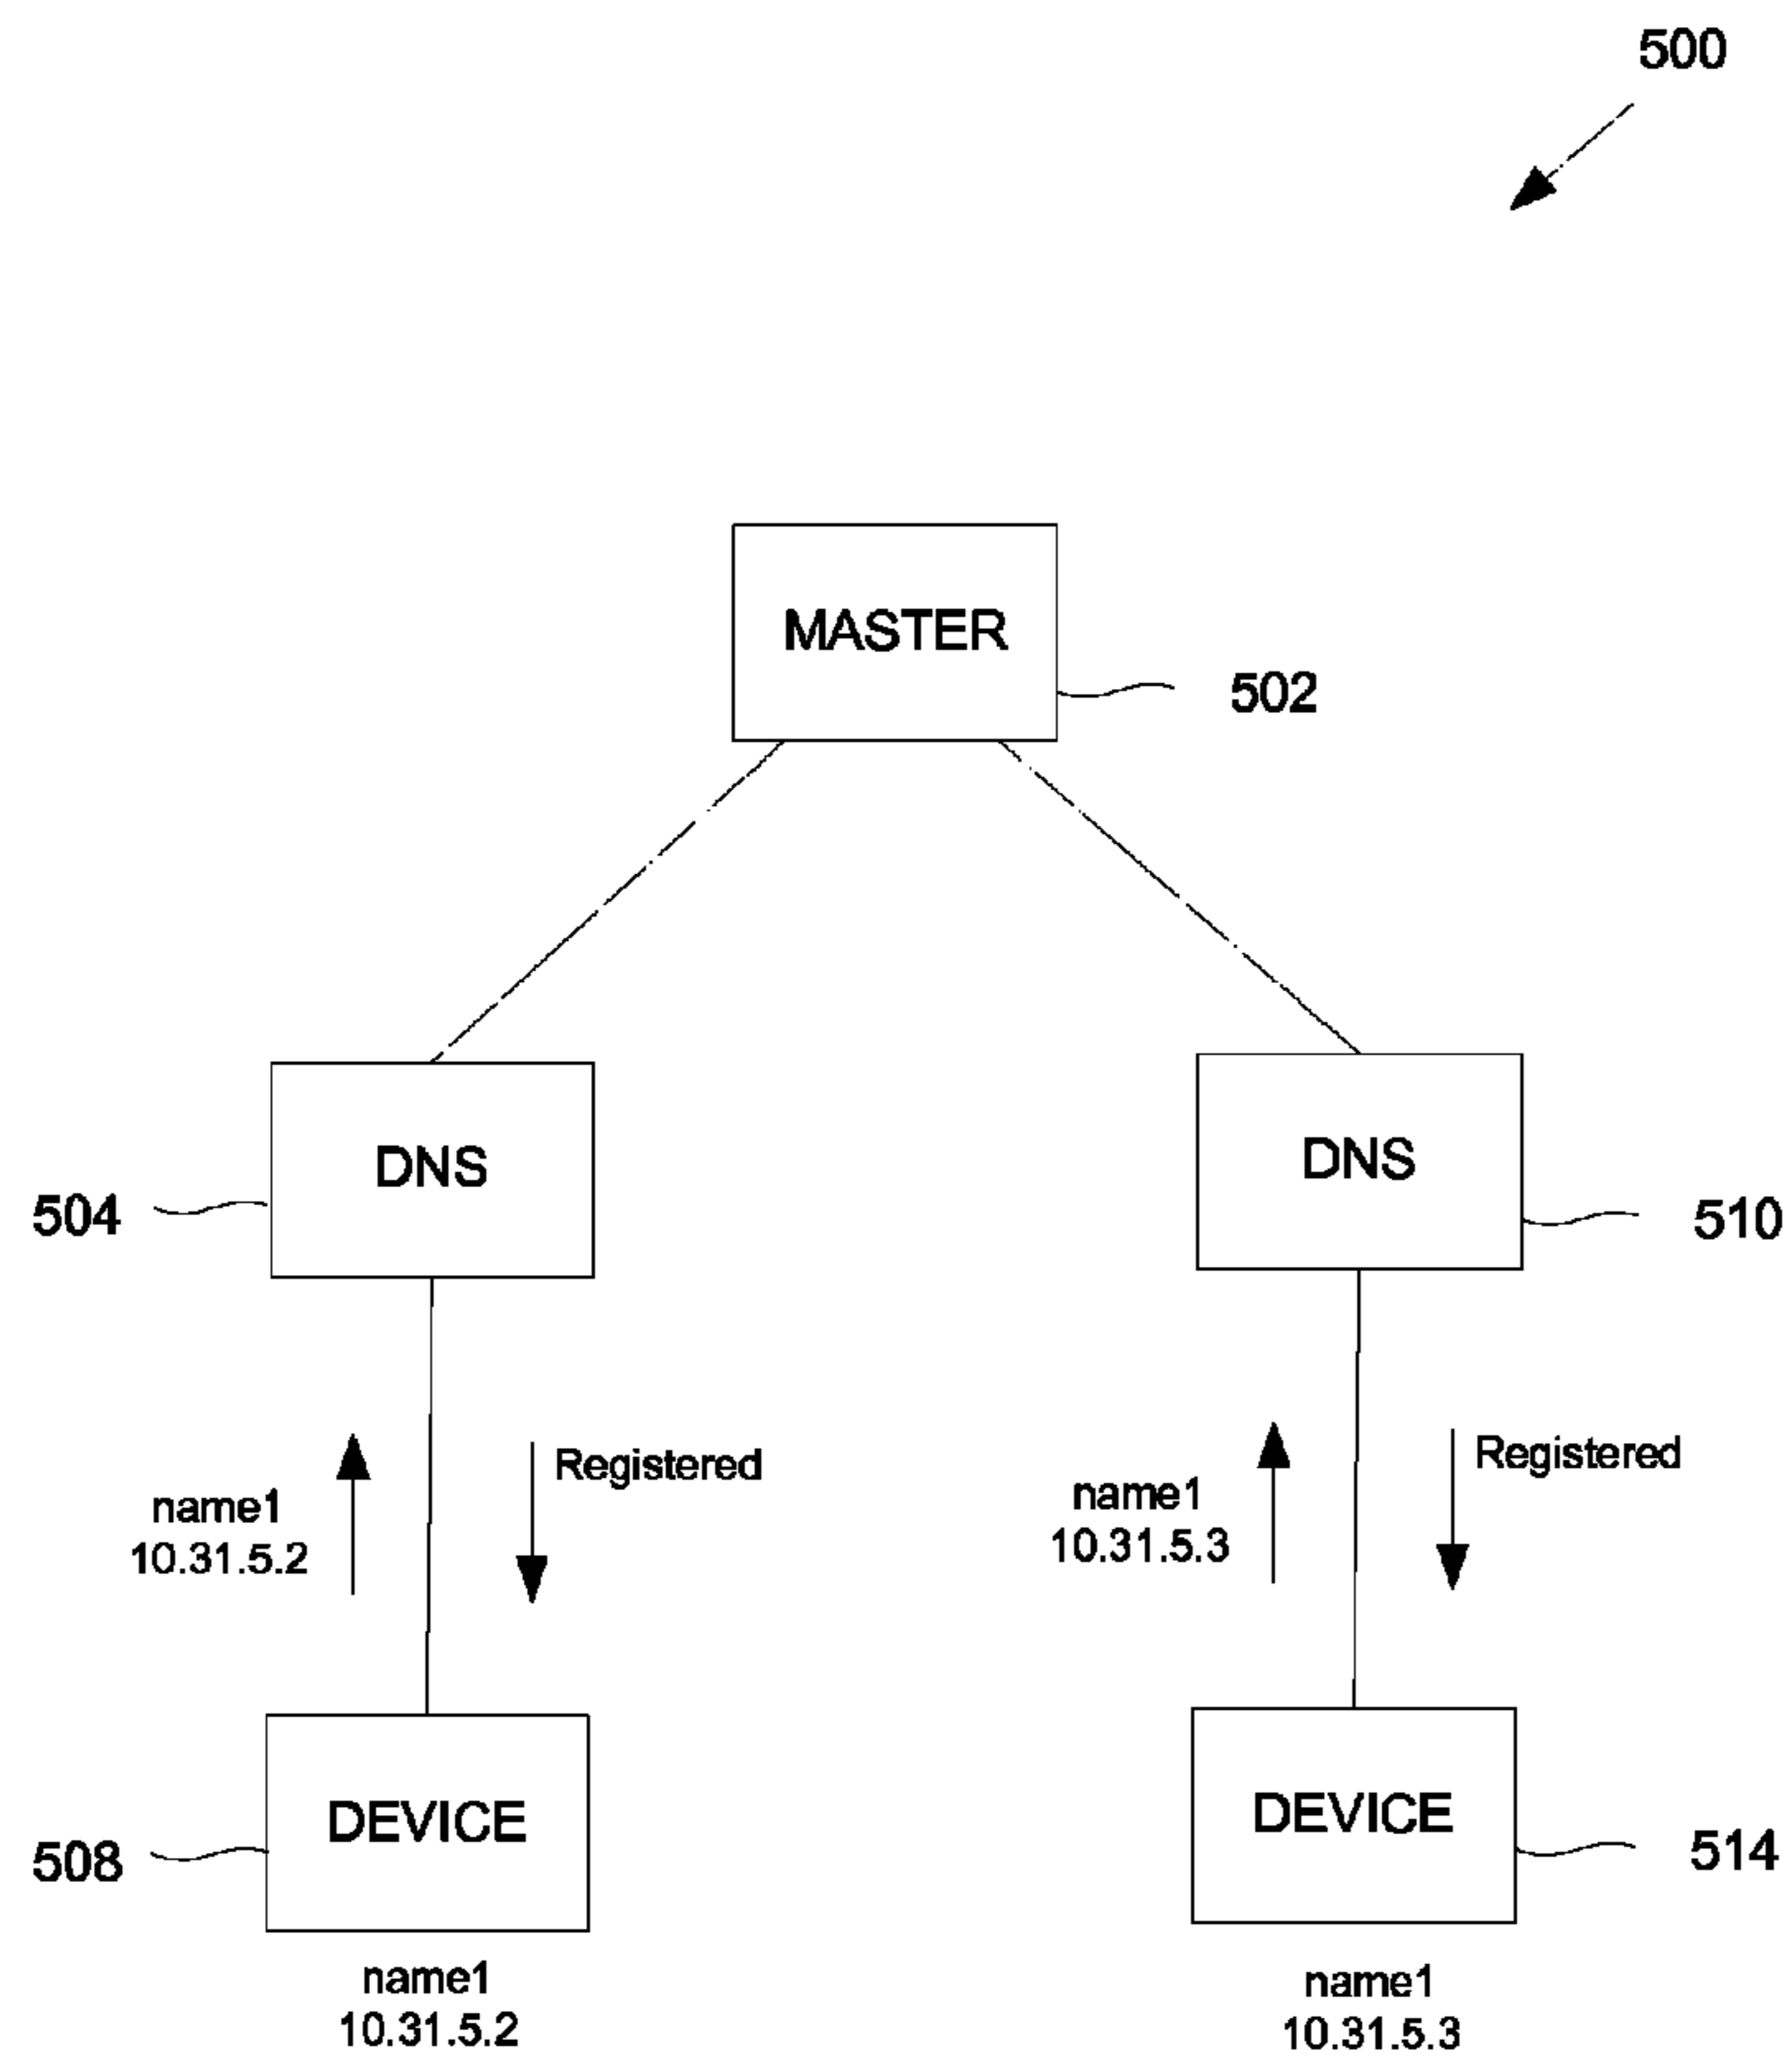 500
MASTER
502
DNS
504
DNS
510
name1
10.31.5.2
Registered
name1
10.31.5.3
Registered
DEVICE
508
DEVICE
514
name1
10.31.5.2
name1
10.31.5.3